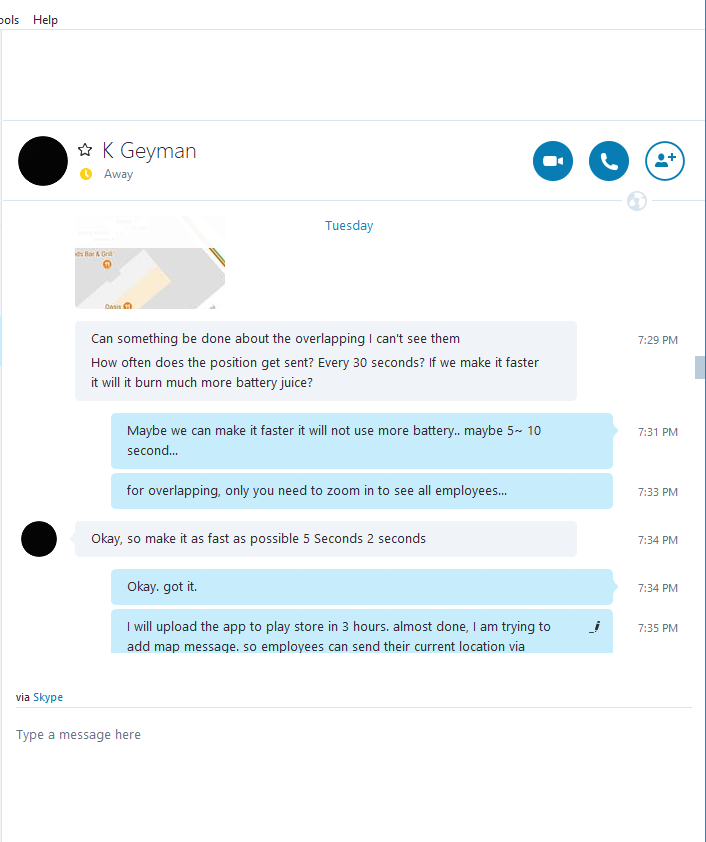 ools Help
K Geyman
Away
Tuesday
ds Bar & Grill
Oasis
Can something be done about the overlapping I can't see them
7:29 PM
How often does the position get sent? Every 30 seconds? If we make it faster
it will it burn much more battery juice?
Maybe we can make it faster it will not use more battery.. maybe 5~ 10
7:31 PM
second...
for overlapping, only you need to zoom in to see all employees...
7:33 PM
Okay, so make it as fast as possible 5 Seconds 2 seconds
7:34 PM
Okay. got it.
7:34 PM
I will upload the app to play store in 3 hours. almost done, I am trying to
7:35 PM
add map message. so employees can send their current location via
via Skype
Type a message here